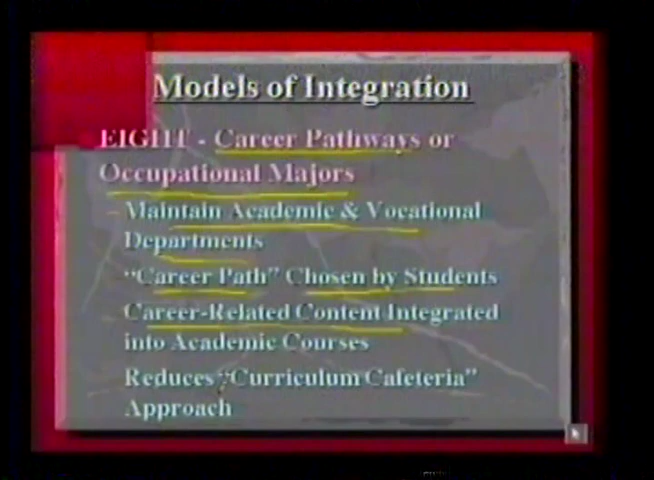 Models of Integration
EIGHT - Career Pathways or
Occupational Majors
– Maintain Academic & Vocational
Departments
“Career Path” Chosen by Students
Career-Related Content Integrated
into Academic Courses
Reduces “Curriculum Cafeteria”
Approach